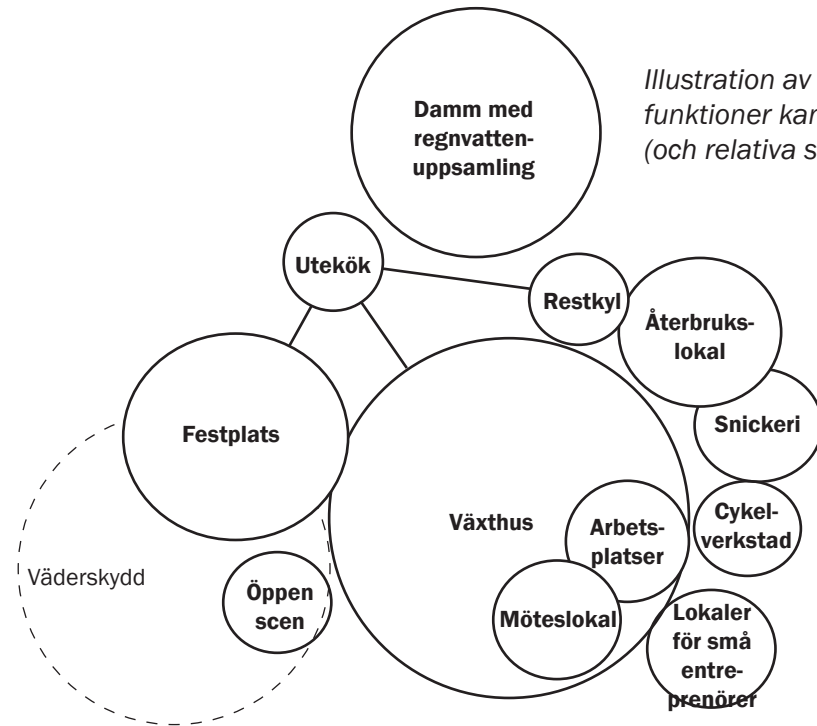 Illustration av
funktioner kan
(och relativa s
Damm med
regnvatten-
uppsamling
Utekök
Restkyl
Återbruks-
lokal
Snickeri
Festplats
Växthus
Arbets-
platser
Cykel-
verkstad
Väderskydd
Öppen
scen
Möteslokal
Lokaler
för små
entre-
prenörer